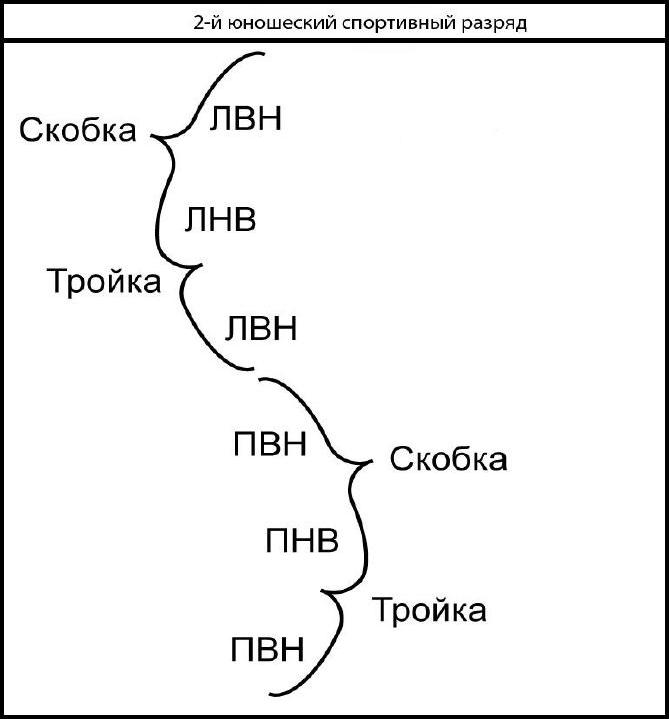 2-й юношеский спортивный разряд
ЛВН
Скобка
ЛНВ
Тройка
ЛВН
ПВН
Скобка
ПНВ
Тройка
ПВН